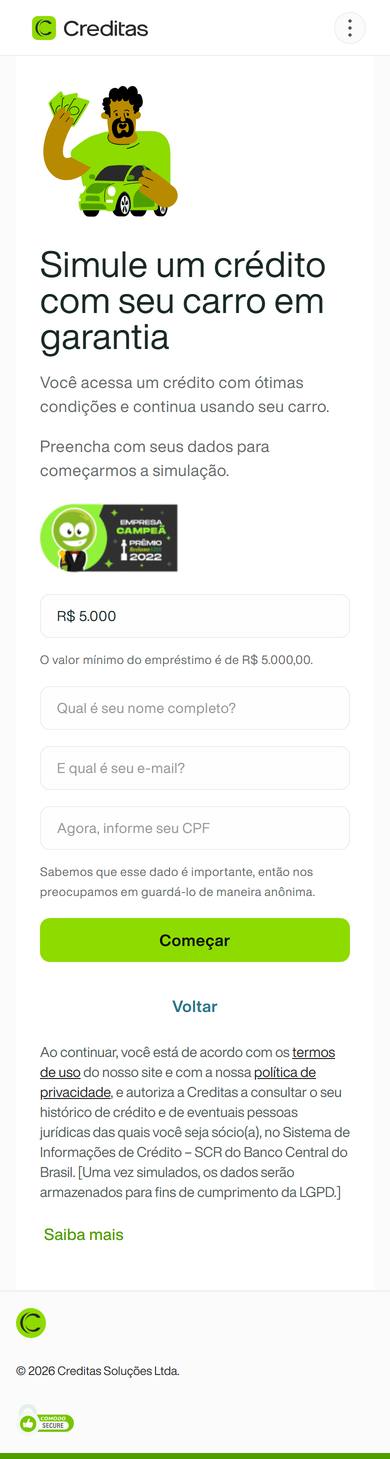 Creditas
Simule um crédito
com seu carro em
garantia
Você acessa um crédito com ótimas
condições e continua usando seu carro.
Preencha com seus dados para
começarmos a simulação.
EMPRESA
CAMPEÃ
PRÊMIO
2022
R$ 5.000
O valor mínimo do empréstimo é de R$ 5.000,00.
Qual é seu nome completo?
E qual é seu e-mail?
Agora, informe seu CPF
Sabemos que esse dado é importante, então nos
preocupamos em guardá-lo de maneira anônima.
Começar
Voltar
Ao continuar, você está de acordo com os termos
de uso do nosso site e com a nossa política de
privacidade, e autoriza a Creditas a consultar o seu
histórico de crédito e de eventuais pessoas
jurídicas das quais você seja sócio(a), no Sistema de
Informações de Crédito – SCR do Banco Central do
Brasil. [Uma vez simulados, os dados serão
armazenados para fins de cumprimento da LGPD.]
Saiba mais
© 2026 Creditas Soluções Ltda.
COMODO
SECURE